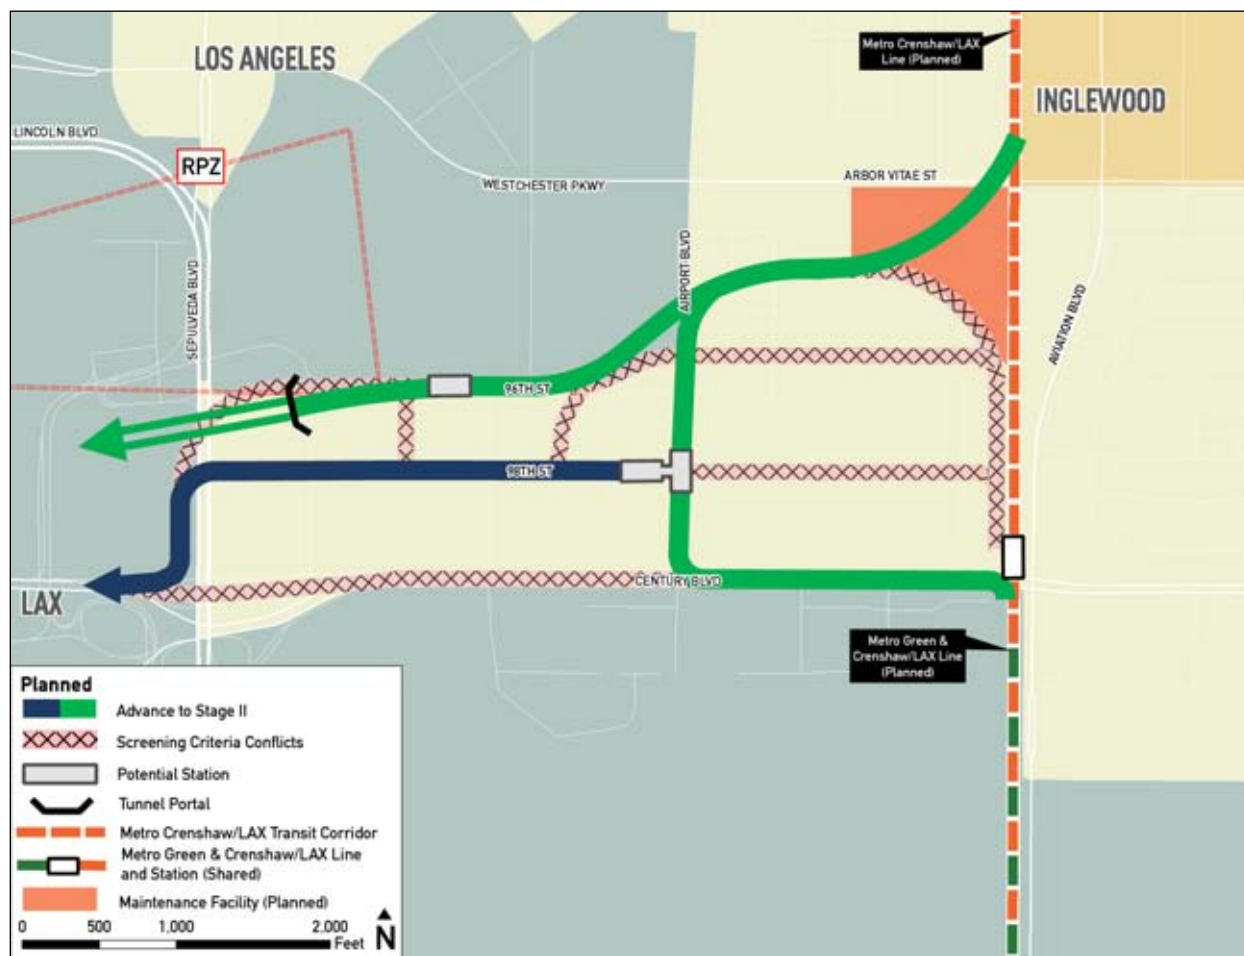 LOS ANGELES
Metro Crenshaw/LAX
Line (Planned)
INGLEWOOD
LINCOLN BLVD
RPZ
WESTCHESTER PKWY
ARBOR VITAE ST
SEPULVEDA BLVD
AIRPORT BLVD
AVIATION BLVD
96TH ST
98TH ST
CENTURY BLVD
LAX
Metro Green &
Crenshaw/LAX Line
(Planned)
Planned
Advance to Stage II
Screening Criteria Conflicts
Potential Station
Tunnel Portal
Metro Crenshaw/LAX Transit Corridor
Metro Green & Crenshaw/LAX Line
and Station (Shared)
Maintenance Facility (Planned)
0 500 1,000 2,000
Feet
N